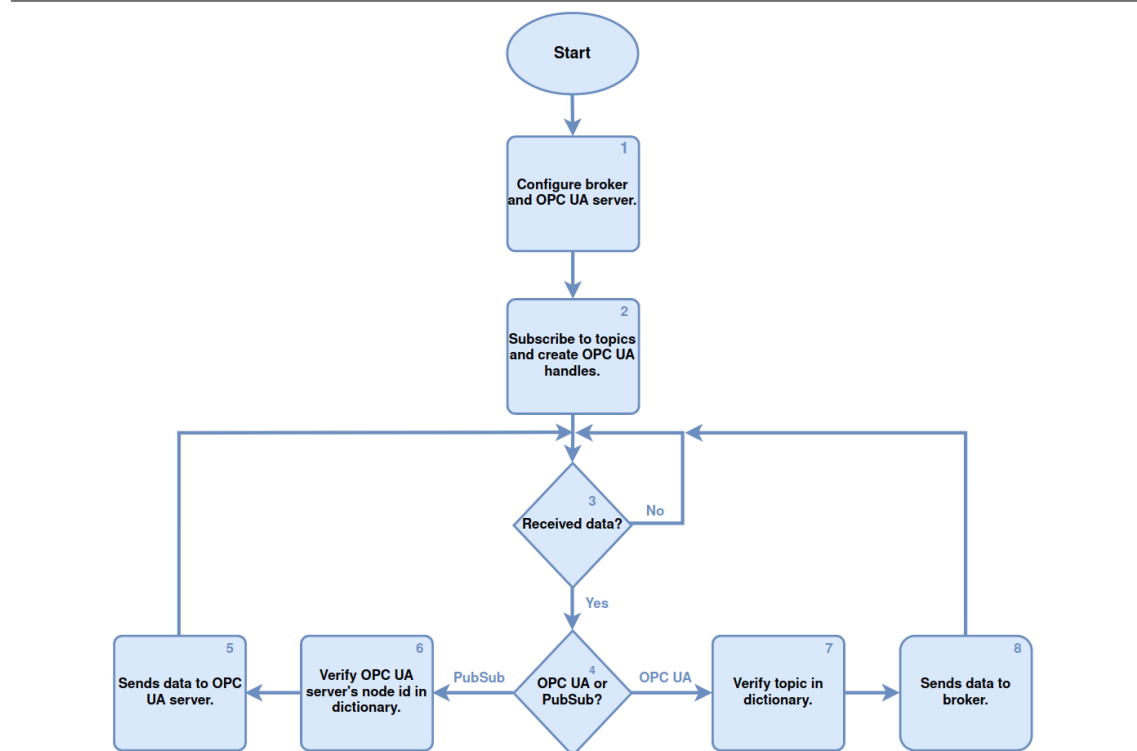 Start
1
Configure broker
and OPC UA server.
2
Subscribe to topics
and create OPC UA
handles.
3
Received data?
No
Yes
5
Sends data to OPC
UA server.
6
Verify OPC UA
server's node id in
dictionary.
PubSub
4
OPC UA or
PubSub?
OPC UA
7
Verify topic in
dictionary.
8
Sends data to
broker.